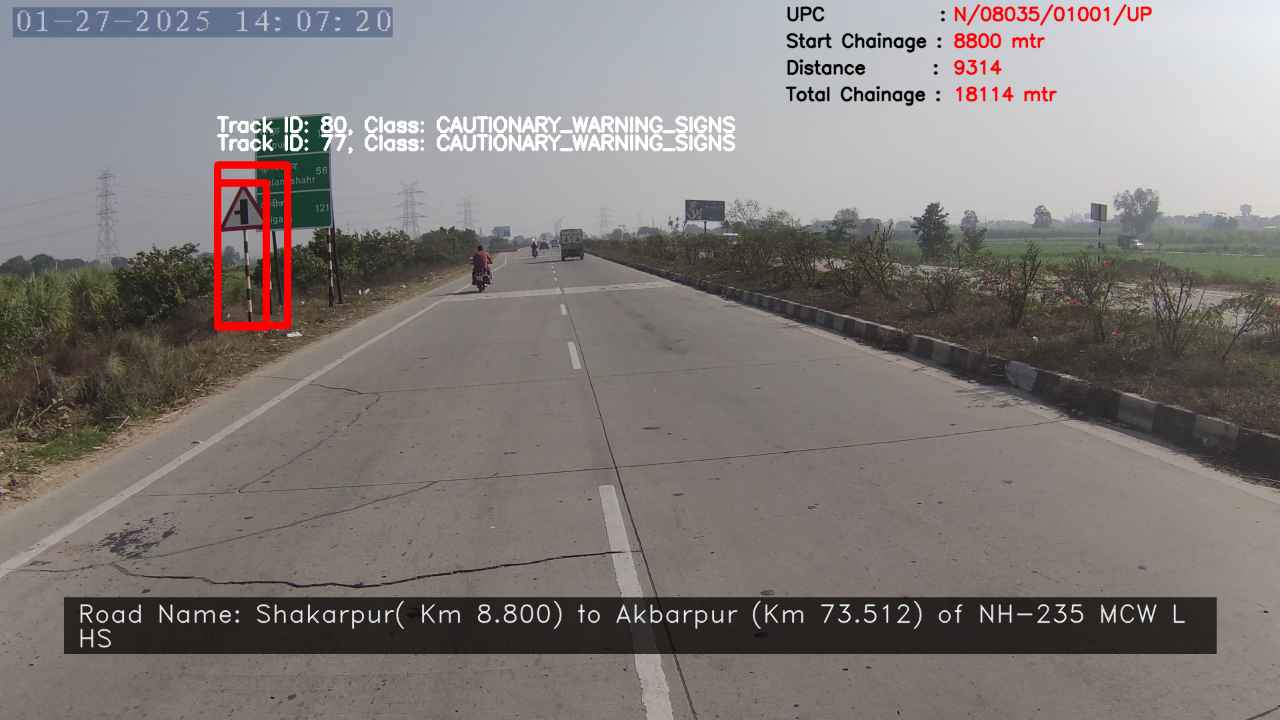 01-27-2025 14:07:20
UPC : N/08035/01001/UP
Start Chainage : 8800 mtr
Distance : 9314
Total Chainage : 18114 mtr
Track ID: 80, Class: CAUTIONARY_WARNING_SIGNS
Track ID: 77, Class: CAUTIONARY_WARNING_SIGNS
56
121
Road Name: Shakarpur( Km 8.800) to Akbarpur (Km 73.512) of NH-235 MCW L
HS